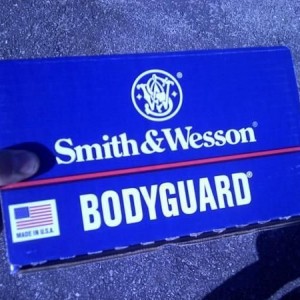 Smith & Wesson®
BODYGUARD®
MADE IN U.S.A.